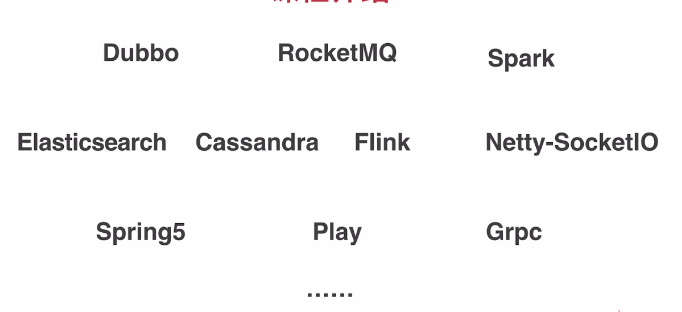 Dubbo RocketMQ Spark
Elasticsearch Cassandra Flink Netty-SocketIO
Spring5 Play Grpc
......